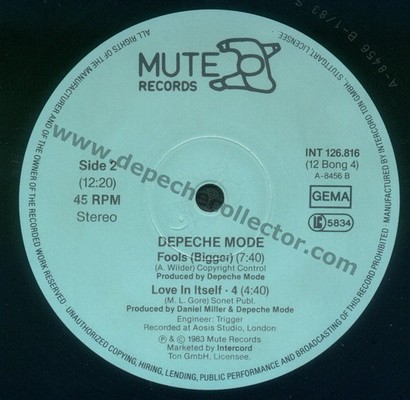 MUTE
RECORDS
A-8456 B-1/83 S
ALL RIGHTS OF THE MANUFACTURER AND OF THE OWNER OF THE RECORDED WORK RESERVED · UNAUTHORIZED COPYING, HIRING, LENDING, PUBLIC PERFORMANCE AND BROADCASTING OF THIS RECORD PROHIBITED · MANUFACTURED BY INTERCORD TON GMBH, STUTTGART, LICENSEE.
www.depechecollector.com
Side 2
(12:20)
45 RPM
Stereo
INT 126.816
(12 Bong 4)
A-8456 B
GEMA
LC 5834
DEPECHE MODE
Fools (Bigger) (7:40)
(A. Wilder) Copyright Control
Produced by Depeche Mode
Love In Itself · 4 (4:40)
(M. L. Gore) Sonet Publ.
Produced by Daniel Miller & Depeche Mode
Engineer: Trigger
Recorded at Aosis Studio, London
℗ & © 1983 Mute Records
Marketed by Intercord
Ton GmbH, Licensee.